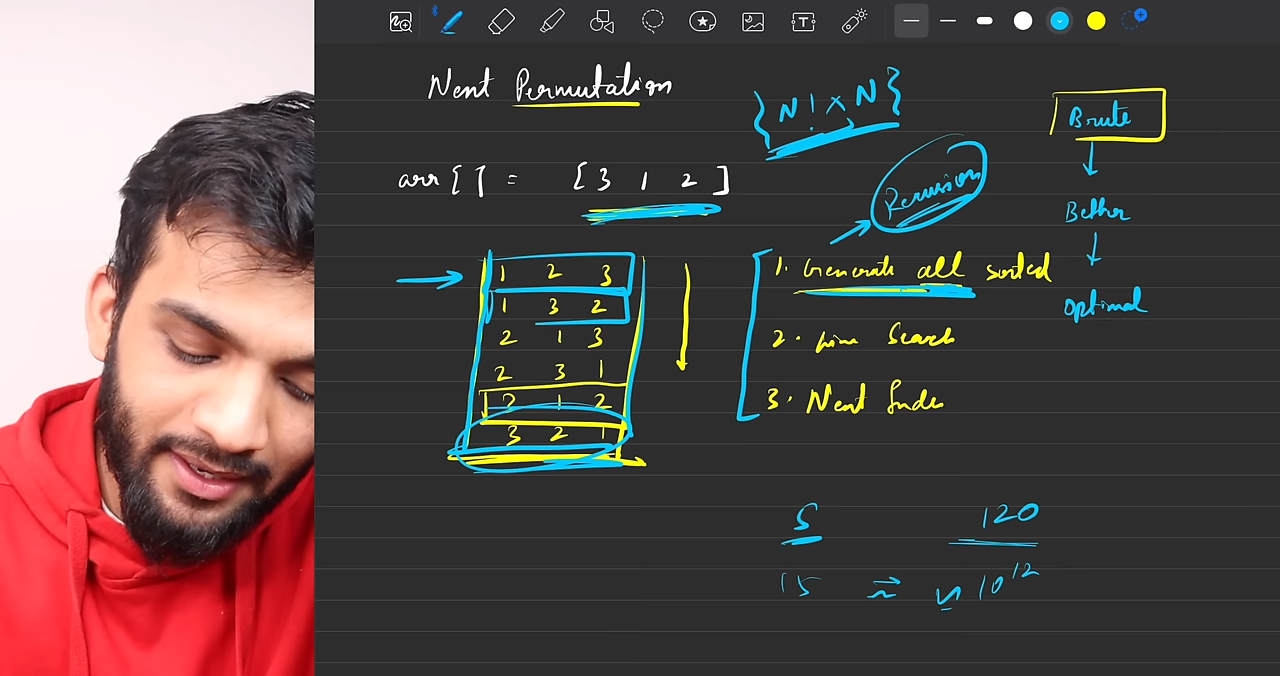 Next Permutation
{ N! x N }
Brute
arr [ ] = [ 3 1 2 ]
Recursion
Better
Optimal
1 2 3
1 3 2
2 1 3
2 3 1
3 1 2
3 2 1
1. Generate all sorted
2. Search
3. Next Index
5 120
15 10^12
T